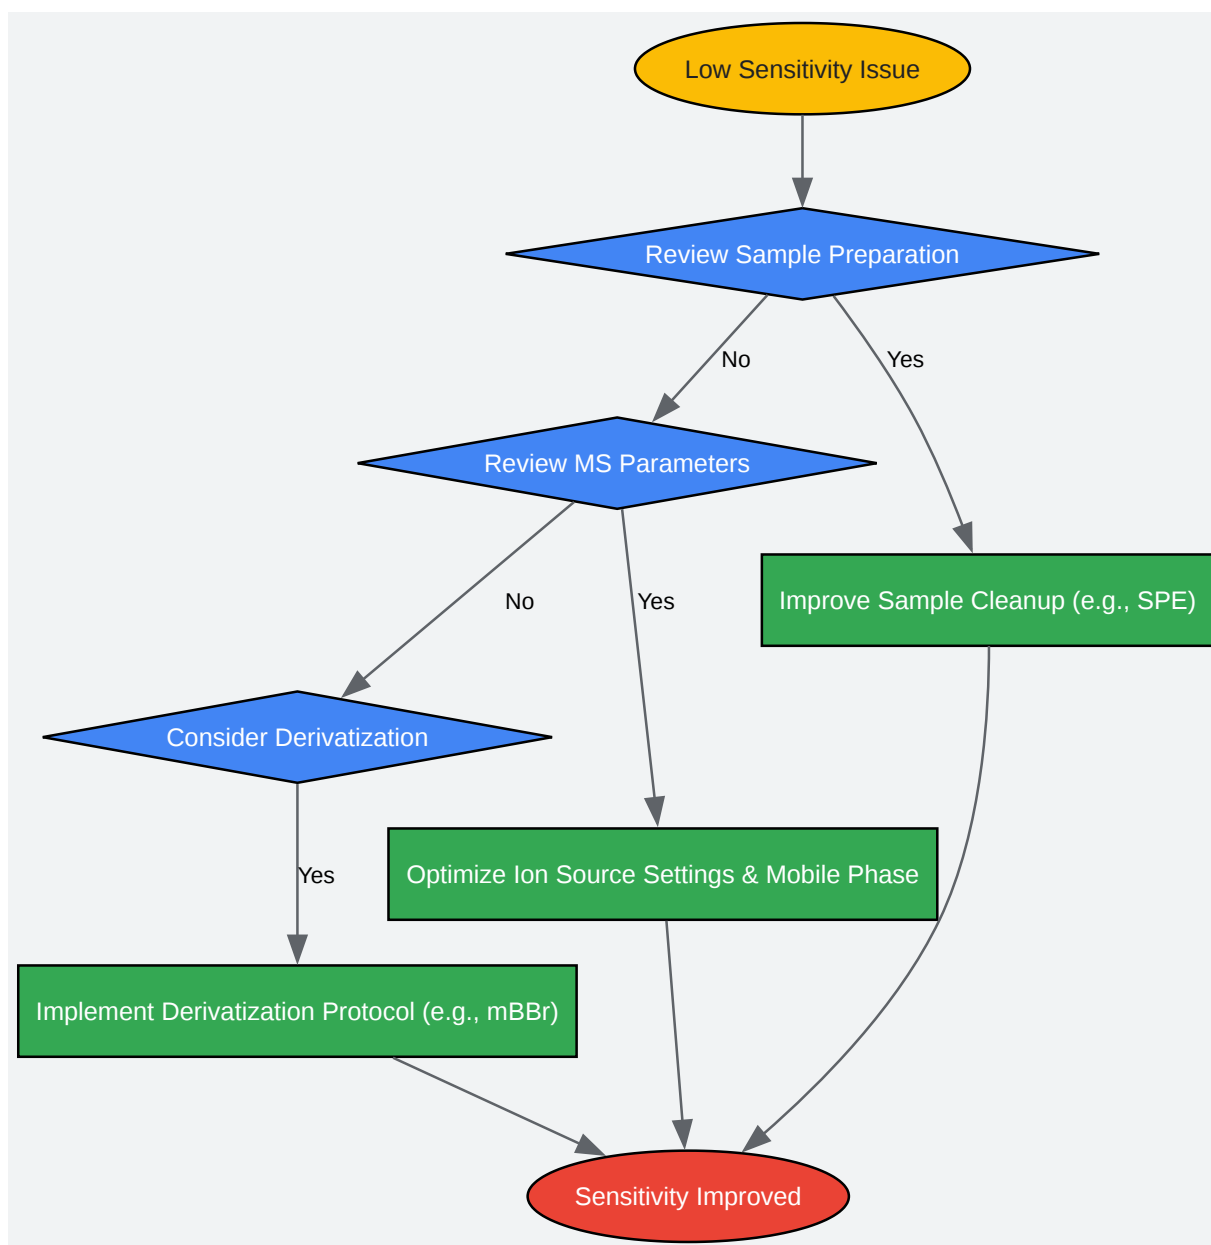 Low Sensitivity Issue
Review Sample Preparation
No
Yes
Review MS Parameters
No
Yes
Improve Sample Cleanup (e.g., SPE)
Consider Derivatization
Yes
Optimize Ion Source Settings & Mobile Phase
Implement Derivatization Protocol (e.g., mBBr)
Sensitivity Improved